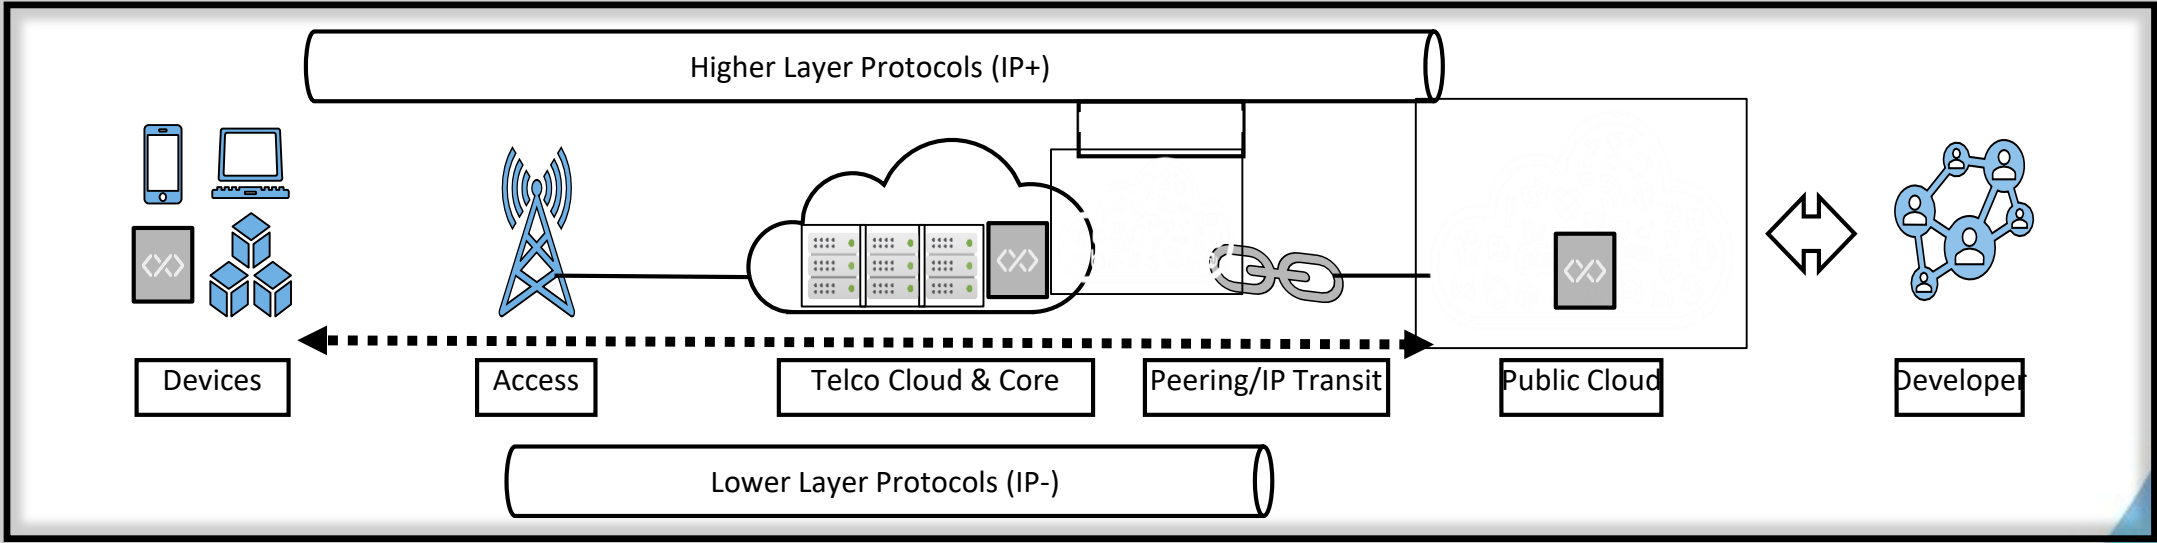 Higher Layer Protocols (IP+)
Devices
Access
Telco Cloud & Core
Peering/IP Transit
Public Cloud
Developer
Lower Layer Protocols (IP-)